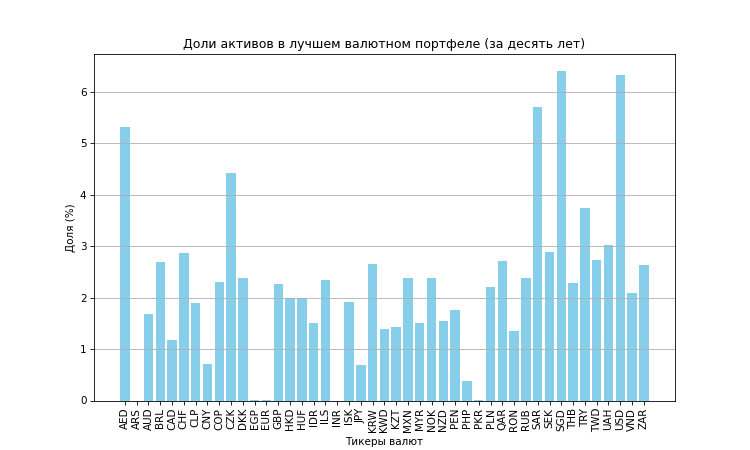 Доли активов в лучшем валютном портфеле (за десять лет)
Доля (%)
6
5
4
3
2
1
0
AED ARS AUD BRL CAD CHF CLP CNY COP CZK DKK EGP EUR GBP HKD HUF IDR ILS INR ISK JPY KRW KWD KZT MXN MYR NOK NZD PEN PHP PKR PLN QAR RON RUB SAR SEK SGD THB TRY TWD UAH USD VND ZAR
Тикеры валют